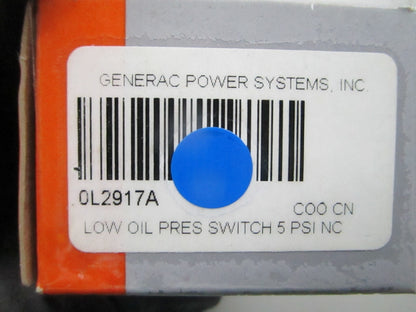 GENERAC POWER SYSTEMS, INC.
0L2917A
COO CN
LOW OIL PRES SWITCH 5 PSI NC